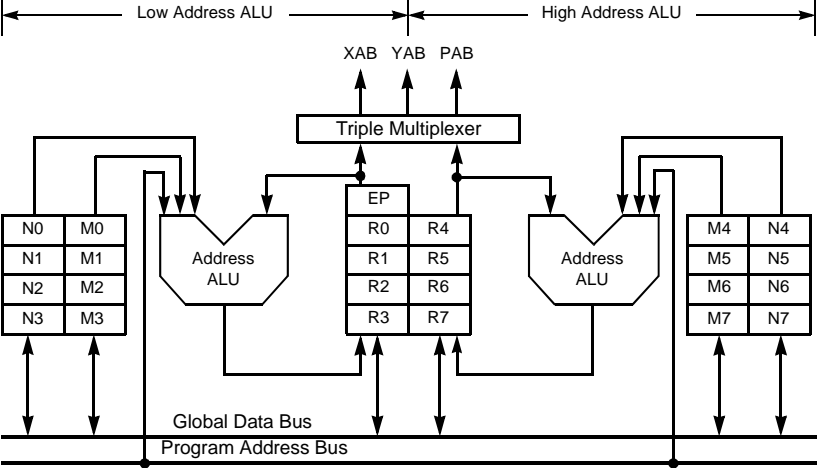 Low Address ALU
High Address ALU
XAB YAB PAB
Triple Multiplexer
EP
N0 M0
R0 R4
M4 N4
N1 M1
Address
ALU
R1 R5
Address
ALU
M5 N5
N2 M2
R2 R6
M6 N6
N3 M3
R3 R7
M7 N7
Global Data Bus
Program Address Bus